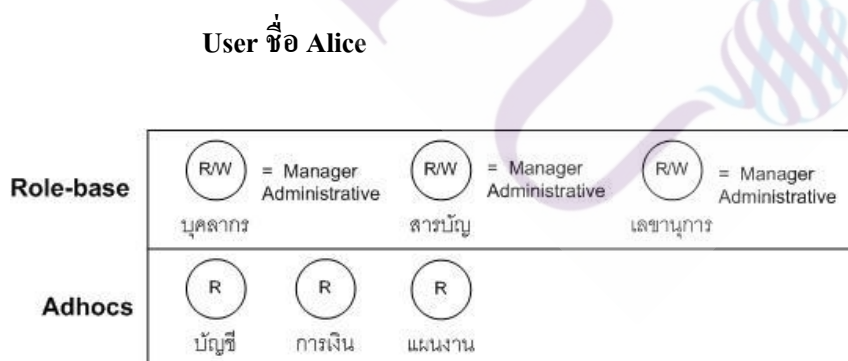 User ชื่อ Alice
Role-base
R/W = Manager Administrative
บุคลากร
R/W = Manager Administrative
สารบัญ
R/W = Manager Administrative
เลขานุการ
Adhocs
R
บัญชี
R
การเงิน
R
แผนงาน